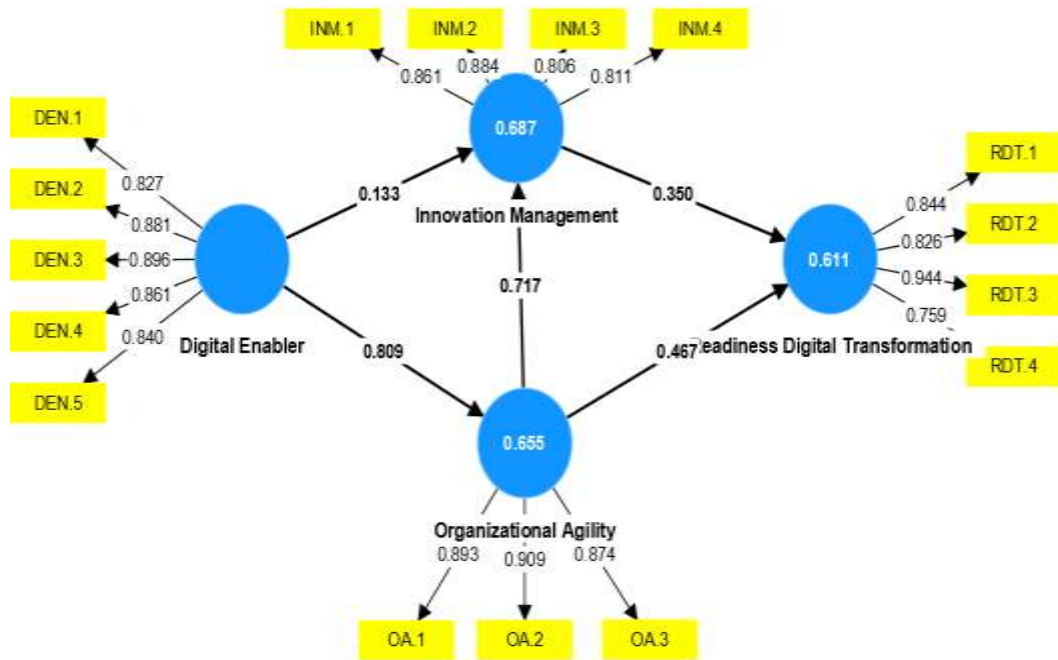 INM.1
INM.2
INM.3
INM.4
0.861
0.884
0.806
0.811
0.687
Innovation Management
DEN.1
DEN.2
DEN.3
DEN.4
DEN.5
0.827
0.881
0.896
0.861
0.840
Digital Enabler
0.133
0.809
0.717
0.350
0.467
0.611
Readiness Digital Transformation
RDT.1
RDT.2
RDT.3
RDT.4
0.844
0.826
0.944
0.759
0.655
Organizational Agility
0.893
0.909
0.874
OA.1
OA.2
OA.3